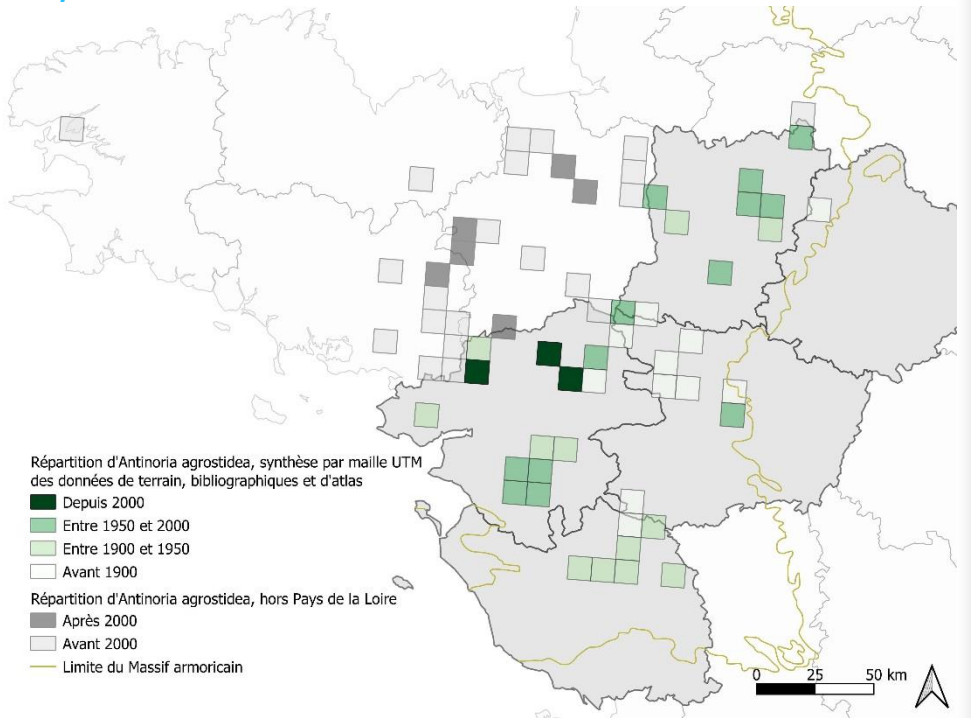 Répartition d'Antinoria agrostidea, synthèse par maille UTM
des données de terrain, bibliographiques et d'atlas
Depuis 2000
Entre 1950 et 2000
Entre 1900 et 1950
Avant 1900
Répartition d'Antinoria agrostidea, hors Pays de la Loire
Après 2000
Avant 2000
Limite du Massif armoricain
0 25 50 km